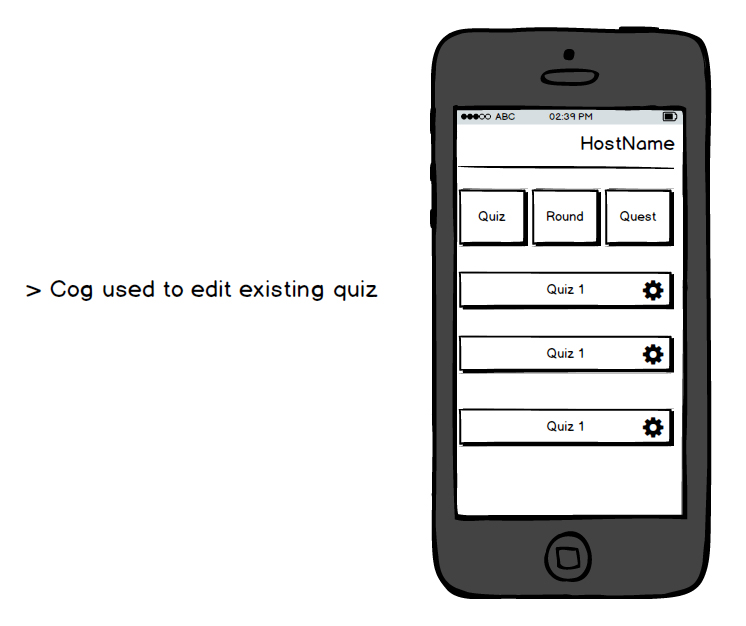 ABC 02:39 PM
HostName
Quiz Round Quest
> Cog used to edit existing quiz
Quiz 1
Quiz 1
Quiz 1